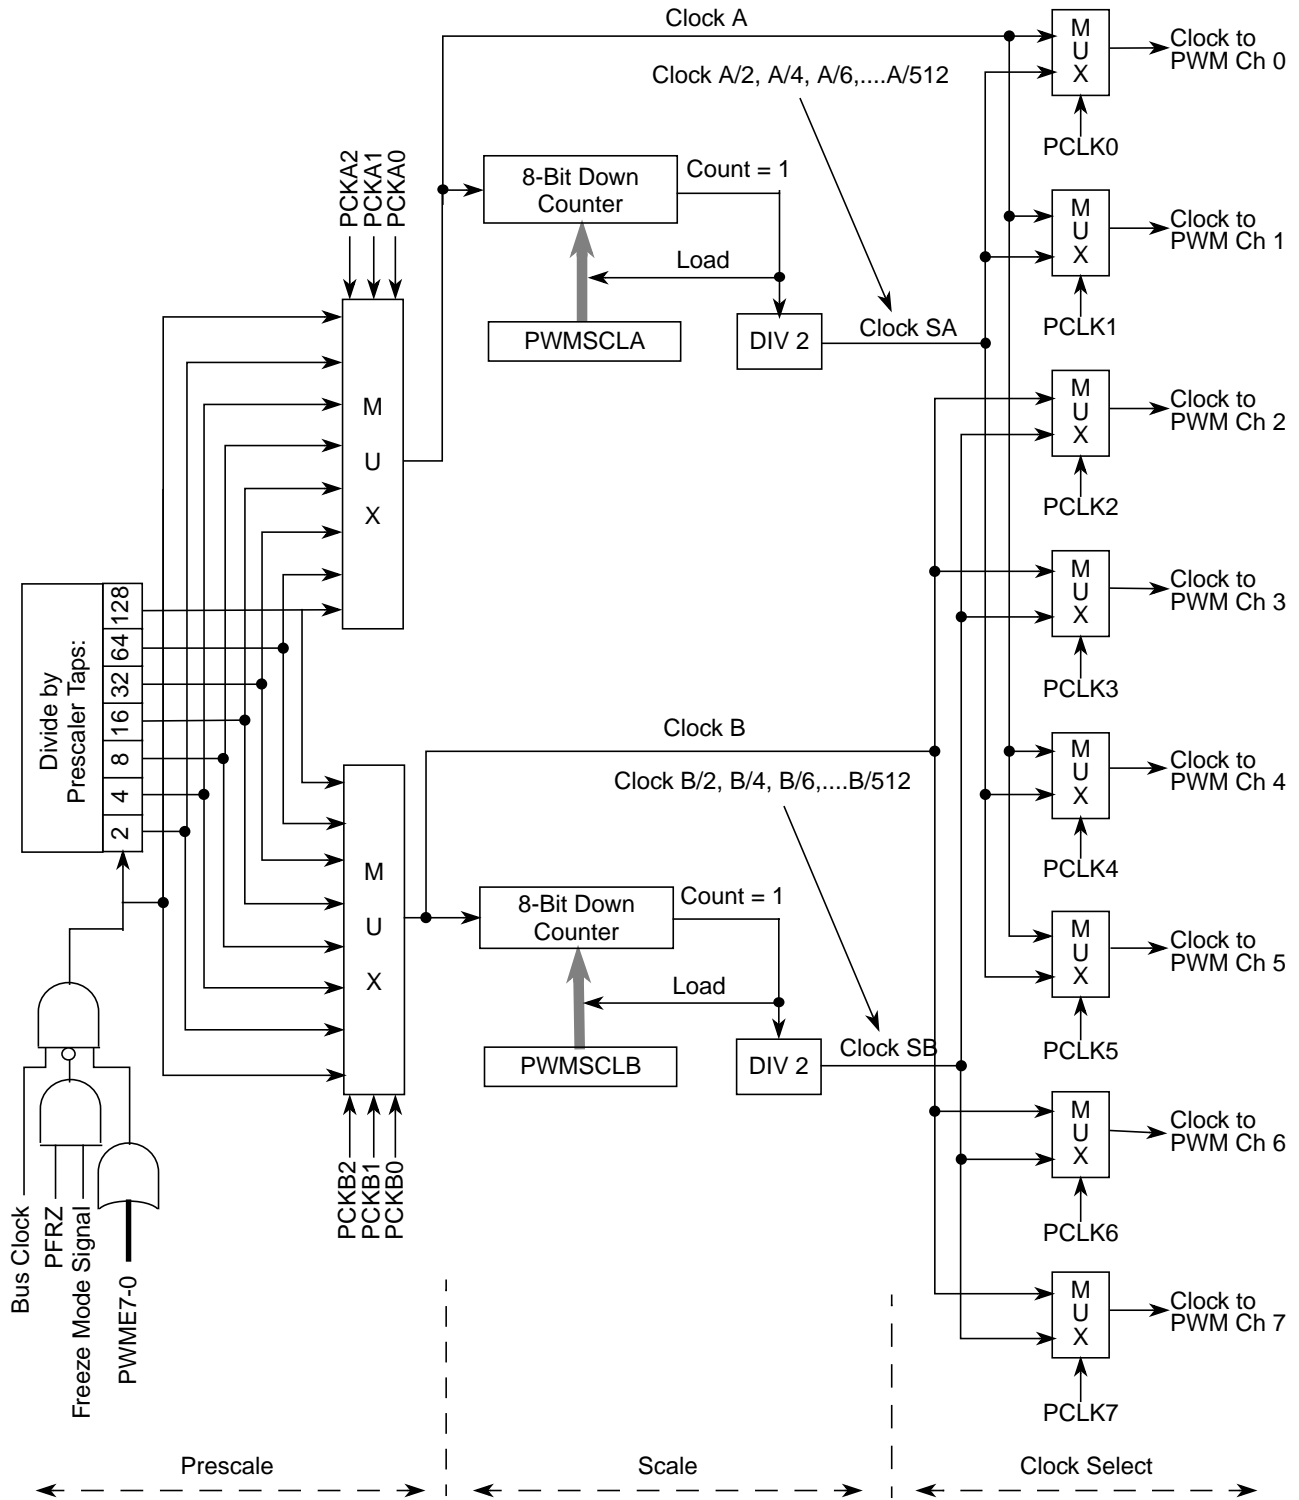 Clock A
Clock A/2, A/4, A/6,....A/512
M
U
X
Clock to
PWM Ch 0
PCLK0
PCKA2
PCKA1
PCKA0
8-Bit Down
Counter
Count = 1
Load
PWMSCLA
DIV 2
Clock SA
M
U
X
Clock to
PWM Ch 1
PCLK1
M
U
X
M
U
X
Clock to
PWM Ch 2
PCLK2
M
U
X
Clock to
PWM Ch 3
PCLK3
Divide by
Prescaler Taps:
128
64
32
16
8
4
2
Clock B
Clock B/2, B/4, B/6,....B/512
M
U
X
Clock to
PWM Ch 4
PCLK4
M
U
X
8-Bit Down
Counter
Count = 1
Load
PWMSCLB
DIV 2
Clock SB
M
U
X
Clock to
PWM Ch 5
PCLK5
PCKB2
PCKB1
PCKB0
M
U
X
Clock to
PWM Ch 6
PCLK6
Bus Clock
PFRZ
Freeze Mode Signal
PWME7-0
M
U
X
Clock to
PWM Ch 7
PCLK7
Prescale
Scale
Clock Select